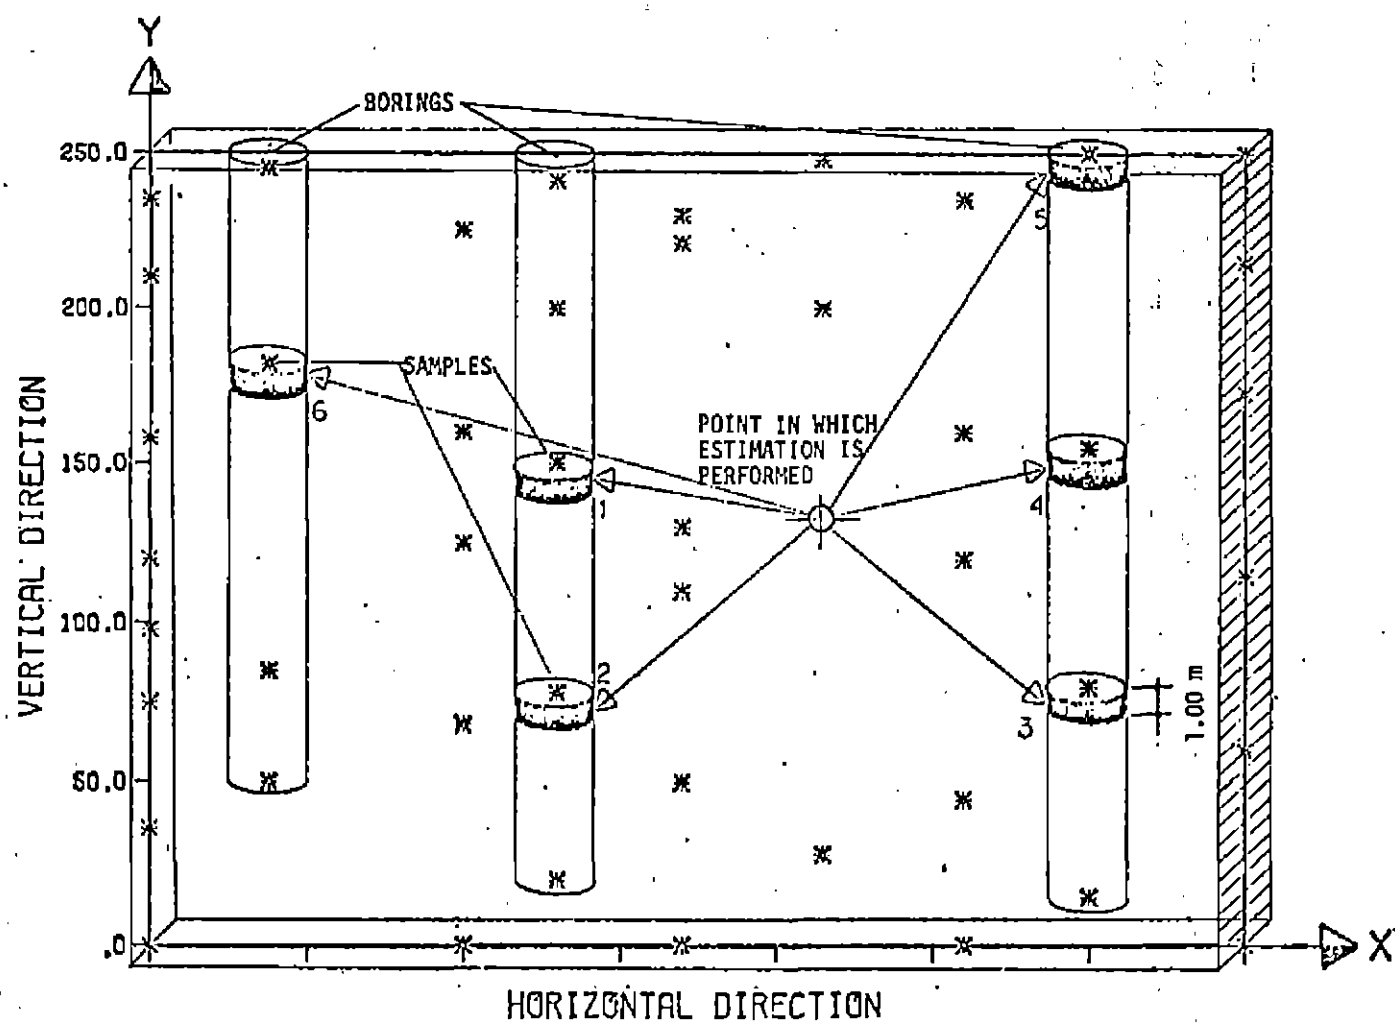 Y
BORINGS
250.0
5
200.0
SAMPLES
6
POINT IN WHICH
ESTIMATION IS
PERFORMED
150.0
1
4
VERTICAL DIRECTION
100.0
2
3
1.00 m
50.0
.0
X
HORIZONTAL DIRECTION